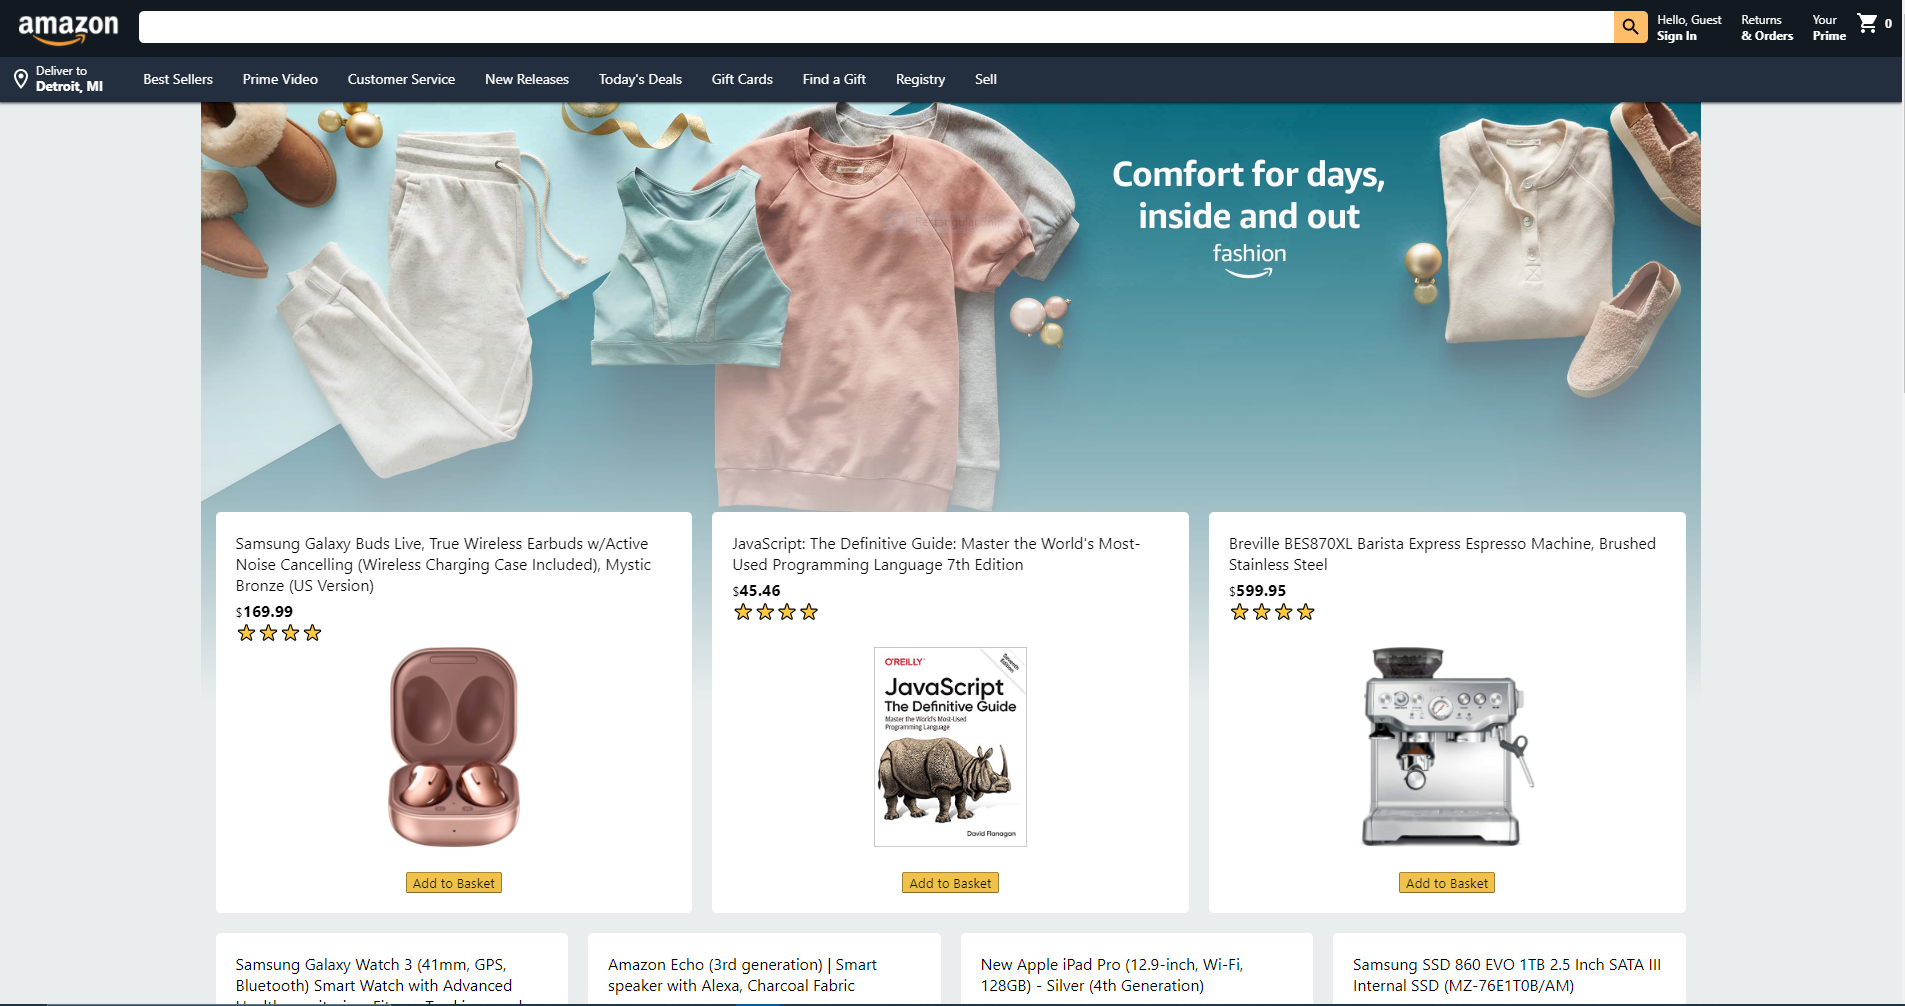 amazon
Hello, Guest
Sign In
Returns
& Orders
Your
Prime
0
Deliver to
Detroit, MI
Best Sellers
Prime Video
Customer Service
New Releases
Today's Deals
Gift Cards
Find a Gift
Registry
Sell
Comfort for days,
inside and out
fashion
Samsung Galaxy Buds Live, True Wireless Earbuds w/Active
Noise Cancelling (Wireless Charging Case Included), Mystic
Bronze (US Version)
$169.99
JavaScript: The Definitive Guide: Master the World's Most-
Used Programming Language 7th Edition
$45.46
Breville BES870XL Barista Express Espresso Machine, Brushed
Stainless Steel
$599.95
O'REILLY
Seventh
Edition
JavaScript
The Definitive Guide
Master the World's Most-Used
Programming Language
David Flanagan
Add to Basket
Add to Basket
Add to Basket
Samsung Galaxy Watch 3 (41mm, GPS,
Bluetooth) Smart Watch with Advanced
Amazon Echo (3rd generation) | Smart
speaker with Alexa, Charcoal Fabric
New Apple iPad Pro (12.9-inch, Wi-Fi,
128GB) - Silver (4th Generation)
Samsung SSD 860 EVO 1TB 2.5 Inch SATA III
Internal SSD (MZ-76E1T0B/AM)